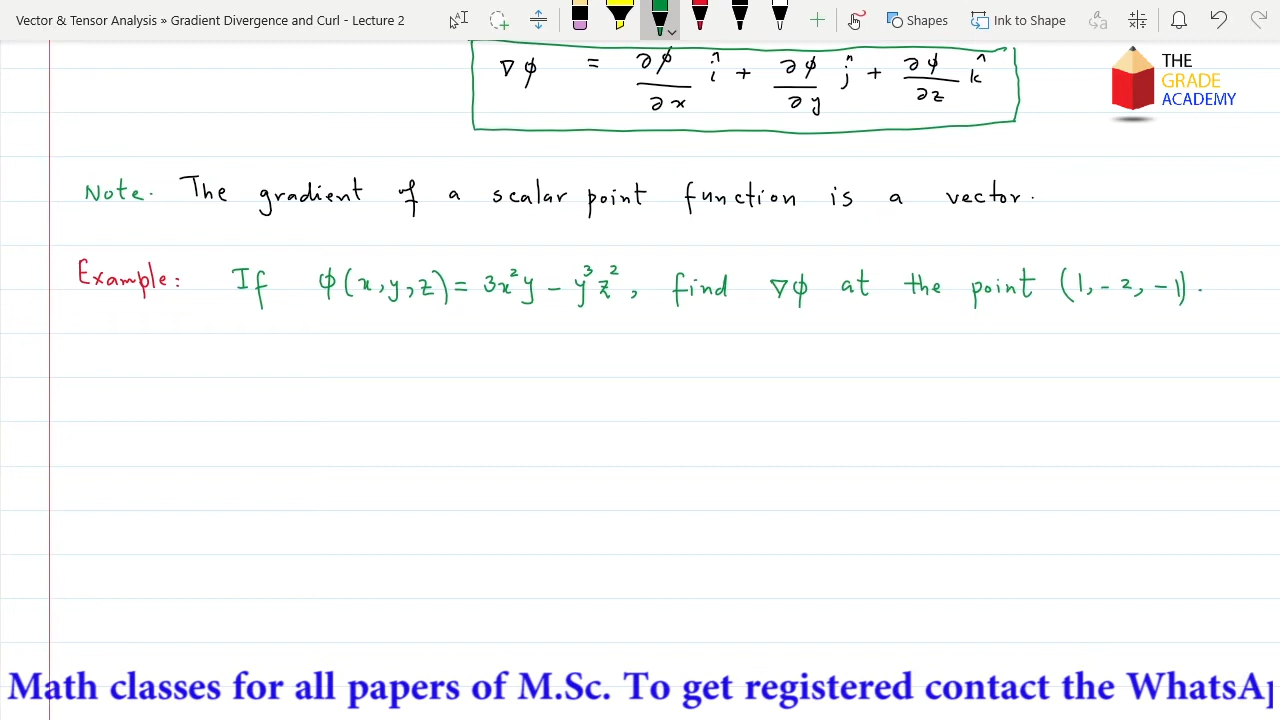 Vector & Tensor Analysis » Gradient Divergence and Curl - Lecture 2
Shapes
Ink to Shape
∇φ = ∂φ/∂x î + ∂φ/∂y ĵ + ∂φ/∂z k̂
THE
GRADE
ACADEMY
Note. The gradient of a scalar point function is a vector.
Example: If φ(x,y,z) = 3x²y − y³z², find ∇φ at the point (1,-2,-1).
Math classes for all papers of M.Sc. To get registered contact the WhatsAp